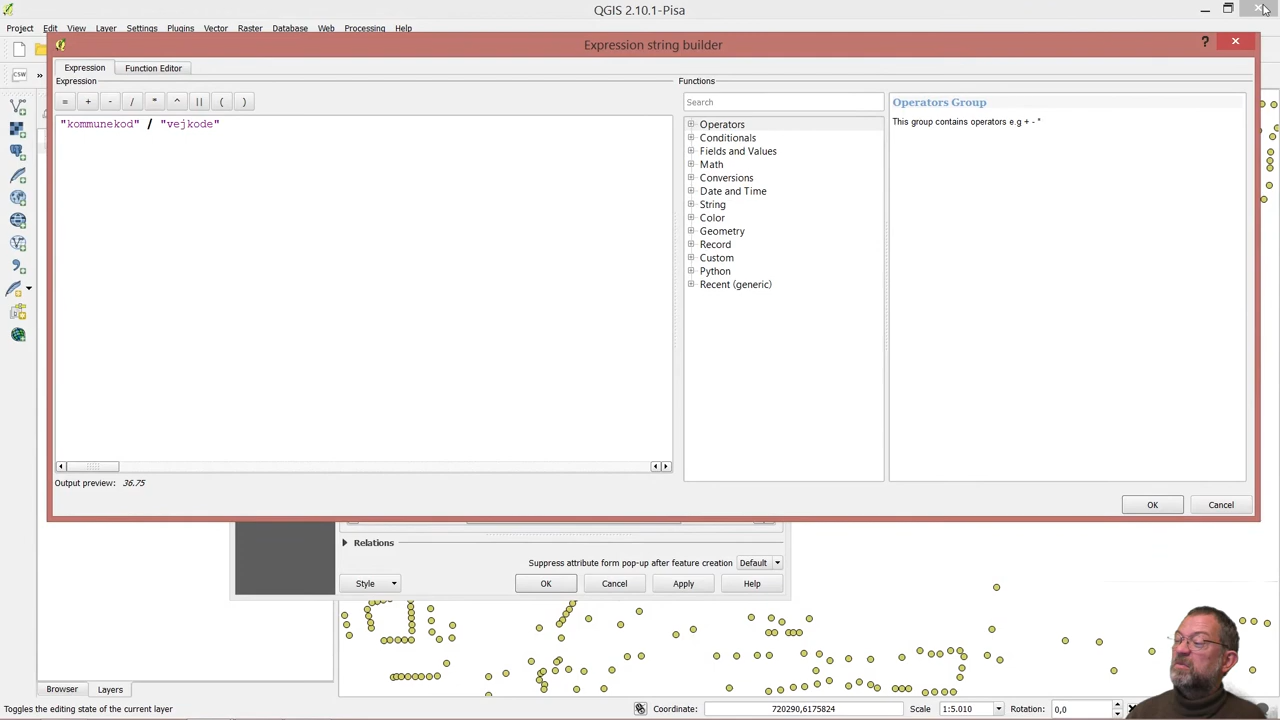 QGIS 2.10.1-Pisa
Project Edit View Layer Settings Plugins Vector Raster Database Web Processing Help
Expression string builder
?
Expression Function Editor
Expression
= + - / * ^ || ( )
"kommunekod" / "vejkode"
Output preview: 36.75
Functions
Search
Operators
Conditionals
Fields and Values
Math
Conversions
Date and Time
String
Color
Geometry
Record
Custom
Python
Recent (generic)
Operators Group
This group contains operators e.g + - *
OK Cancel
CSW »
Relations
Suppress attribute form pop-up after feature creation Default
Style OK Cancel Apply Help
Browser Layers
Toggles the editing state of the current layer Coordinate: 720290,6175824 Scale 1:5.010 Rotation: 0,0